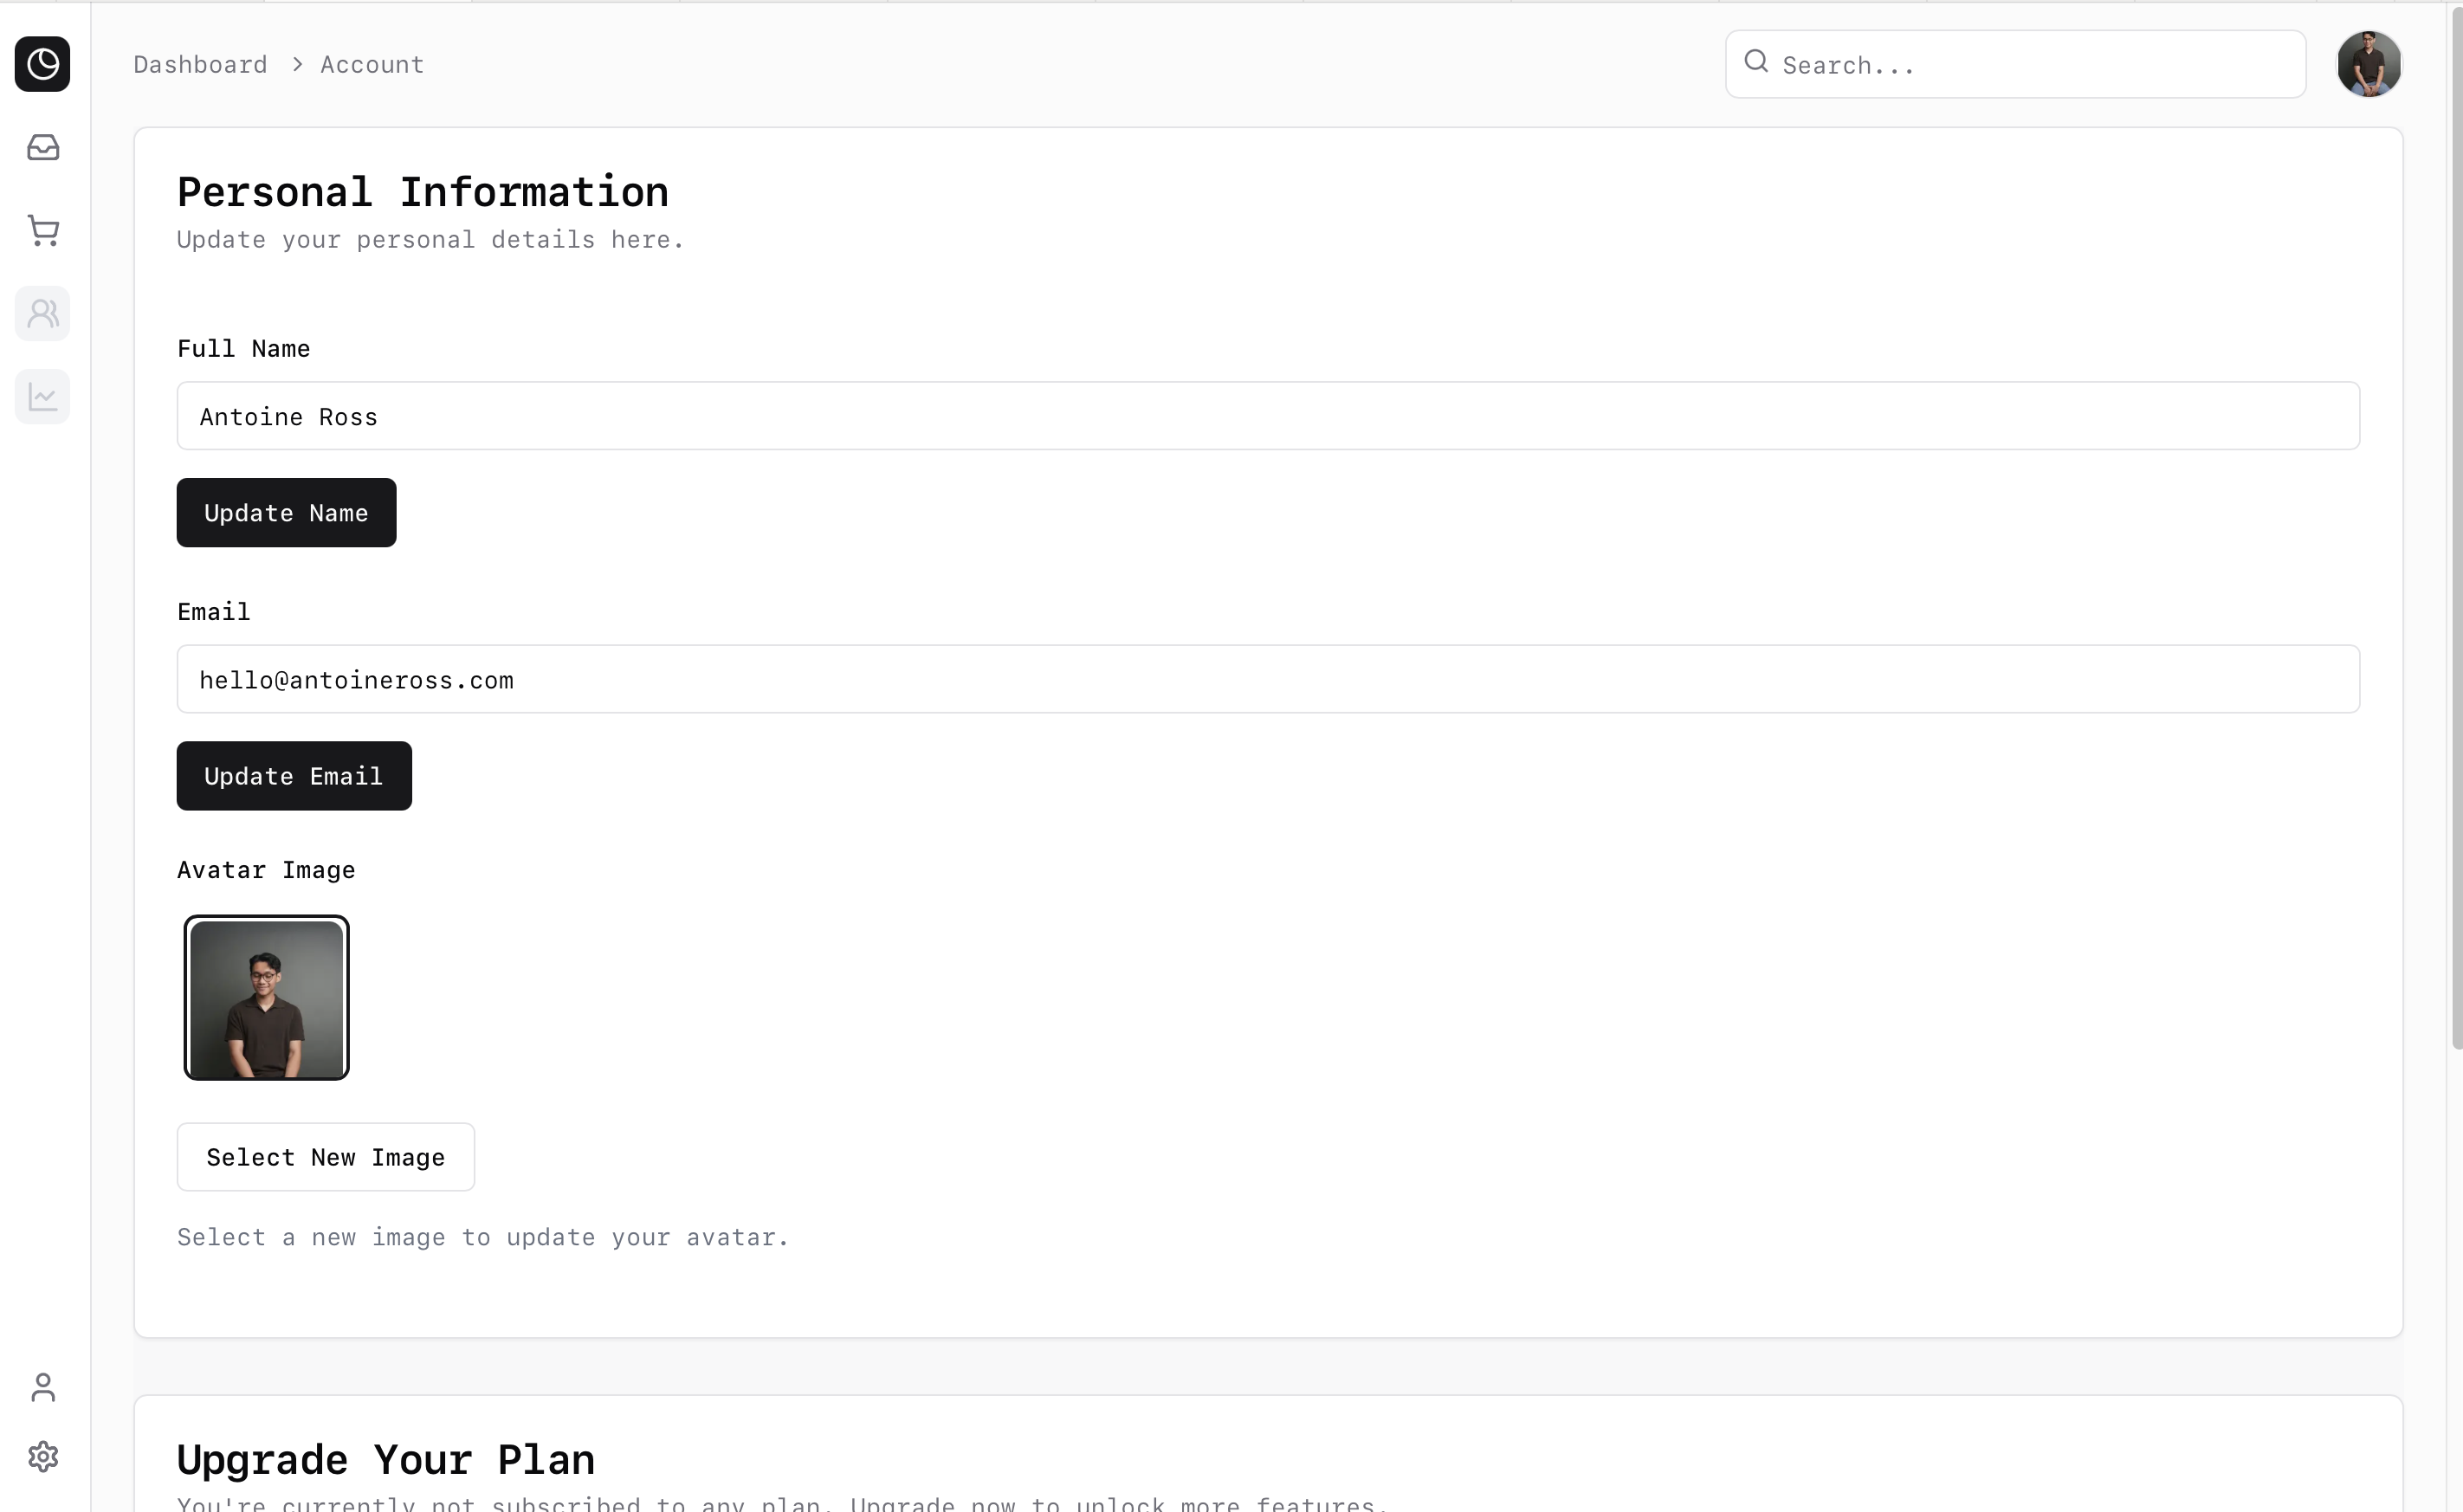 Dashboard > Account
Search...
Personal Information
Update your personal details here.
Full Name
Antoine Ross
Update Name
Email
hello@antoineross.com
Update Email
Avatar Image
Select New Image
Select a new image to update your avatar.
Upgrade Your Plan
You're currently not subscribed to any plan. Upgrade now to unlock more features.